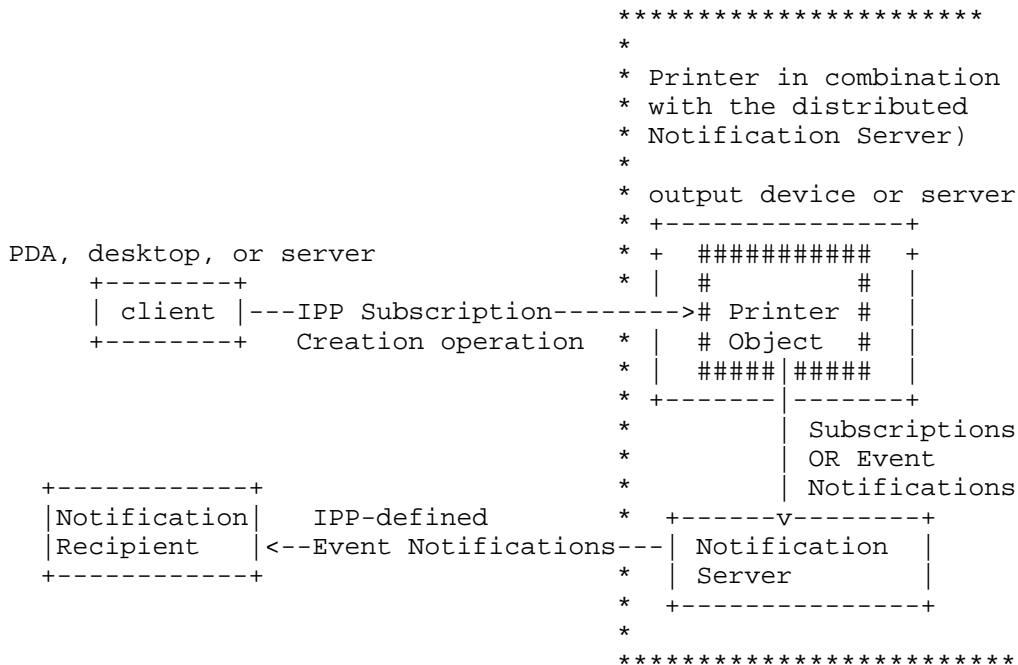 ************************
*
* Printer in combination
* with the distributed
* Notification Server)
*
* output device or server
* +---------------+
PDA, desktop, or server * + ########### +
+--------+ * | # # |
| client |---IPP Subscription--------># Printer # |
+--------+ Creation operation * | # Object # |
* | #####|##### |
* +-------|-------+
* | Subscriptions
* | OR Event
+------------+ * | Notifications
|Notification| IPP-defined * +------v--------+
|Recipient |<--Event Notifications---| Notification |
+------------+ * | Server |
* +---------------+
*
*************************